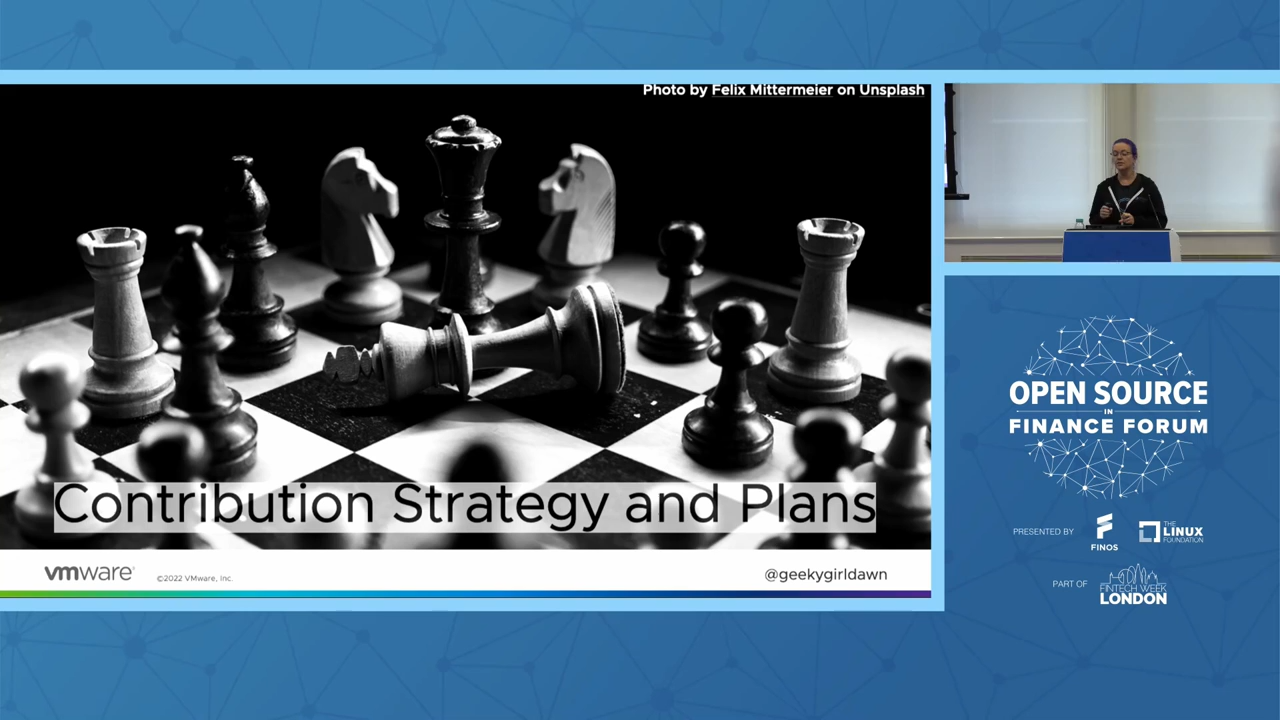 Photo by Felix Mittermeier on Unsplash
Contribution Strategy and Plans
vmware®
©2022 VMware, Inc.
@geekygirldawn
OPEN SOURCE
IN
FINANCE FORUM
PRESENTED BY
FINOS
THE
LINUX
FOUNDATION
PART OF
FINTECH WEEK
LONDON